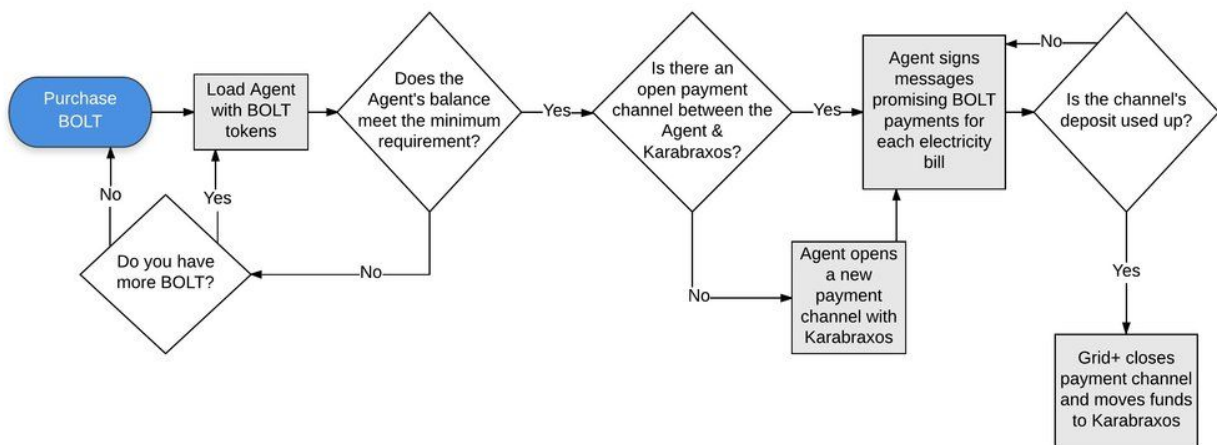 Purchase
BOLT
Load Agent
with BOLT
tokens
Does the
Agent's balance
meet the minimum
requirement?
Yes
Is there an
open payment
channel between the
Agent &
Karabraxos?
Yes
Agent signs
messages
promising BOLT
payments for
each electricity
bill
No
Is the channel's
deposit used up?
No
Yes
Do you have
more BOLT?
No
No
Agent opens
a new
payment
channel with
Karabraxos
Yes
Grid+ closes
payment channel
and moves funds
to Karabraxos